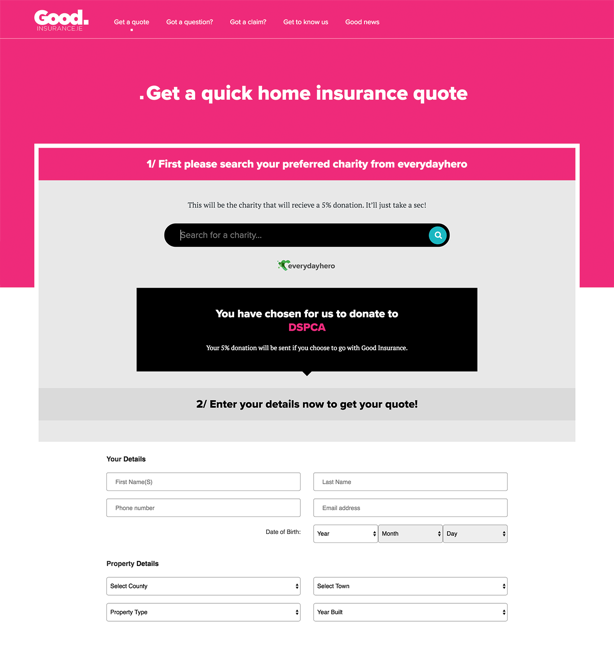 Good.
INSURANCE.IE
Get a quote
Got a question?
Got a claim?
Get to know us
Good news
.Get a quick home insurance quote
1/ First please search your preferred charity from everydayhero
This will be the charity that will recieve a 5% donation. It'll just take a sec!
Search for a charity...
everydayhero
You have chosen for us to donate to
DSPCA
Your 5% donation will be sent if you choose to go with Good Insurance.
2/ Enter your details now to get your quote!
Your Details
First Name(S)
Last Name
Phone number
Email address
Date of Birth:
Year
Month
Day
Property Details
Select County
Select Town
Property Type
Year Built